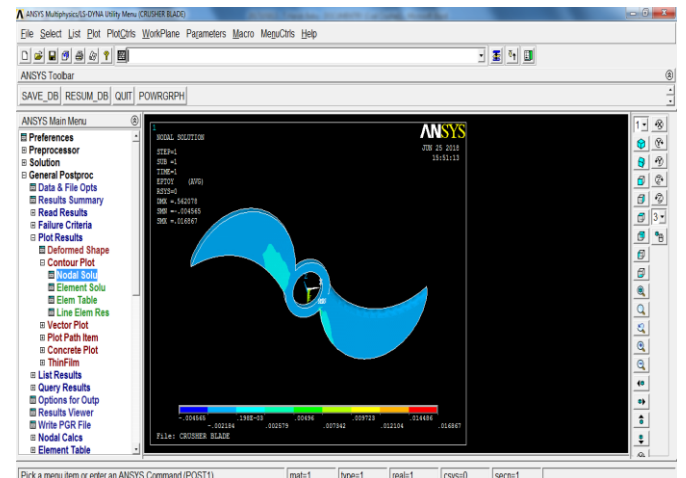 ANSYS Multiphysics/LS-DYNA Utility Menu (CRUSHER BLADE)
File Select List Plot PlotCtrls WorkPlane Parameters Macro MenuCtrls Help
ANSYS Toolbar
SAVE_DB RESUM_DB QUIT POWRGRPH
ANSYS Main Menu
Preferences
Preprocessor
Solution
General Postproc
Data & File Opts
Results Summary
Read Results
Failure Criteria
Plot Results
Deformed Shape
Contour Plot
Nodal Solu
Element Solu
Elem Table
Line Elem Res
Vector Plot
Plot Path Item
Concrete Plot
ThinFilm
List Results
Query Results
Options for Outp
Results Viewer
Write PGR File
Nodal Calcs
Element Table
1
NODAL SOLUTION
STEP=1
SUB =1
TIME=1
EPTOY (AVG)
RSYS=0
DMX =.562078
SMN =-.004565
SMX =.016867
ANSYS
JUN 25 2018
15:51:13
-.004565 .198E-03 .00496 .009723 .014486
-.002184 .002579 .007342 .012104 .016867
File: CRUSHER BLADE
1
3
Pick a menu item or enter an ANSYS Command (POST1)
mat=1 type=1 real=1 csys=0 secn=1